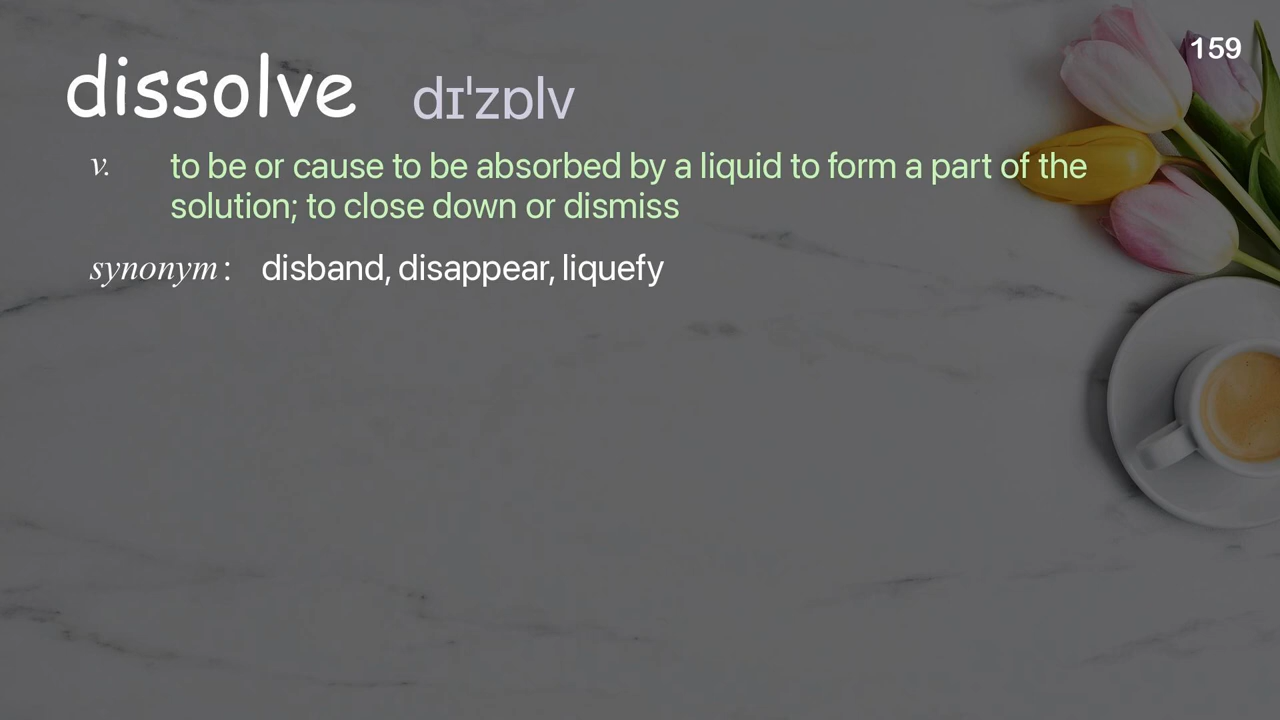 159
dissolve dɪˈzɒlv
v. to be or cause to be absorbed by a liquid to form a part of the
solution; to close down or dismiss
synonym: disband, disappear, liquefy